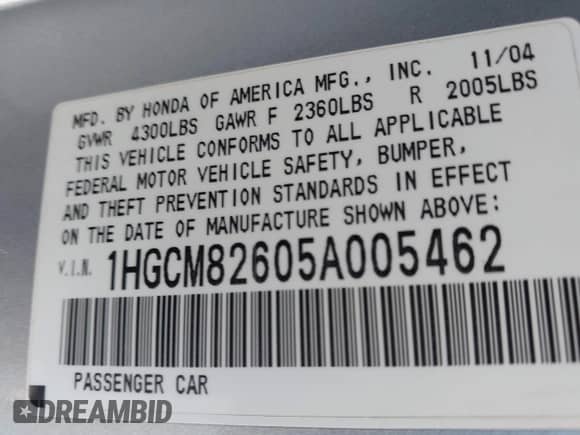 MFD. BY HONDA OF AMERICA MFG., INC. 11/04
GVWR 4300LBS GAWR F 2360LBS R 2005LBS
THIS VEHICLE CONFORMS TO ALL APPLICABLE
FEDERAL MOTOR VEHICLE SAFETY, BUMPER,
AND THEFT PREVENTION STANDARDS IN EFFECT
ON THE DATE OF MANUFACTURE SHOWN ABOVE:
V.I.N. 1HGCM82605A005462
PASSENGER CAR
DREAMBID